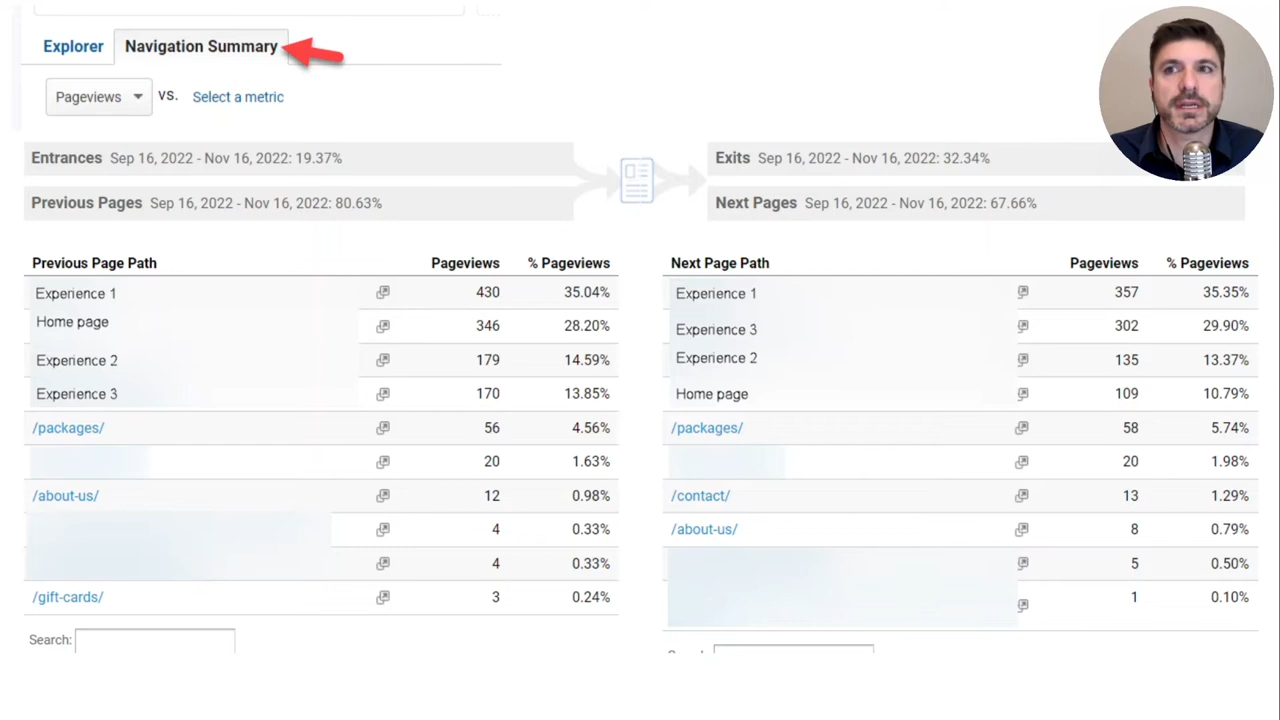 Explorer Navigation Summary
Pageviews VS. Select a metric
Entrances Sep 16, 2022 - Nov 16, 2022: 19.37%
Previous Pages Sep 16, 2022 - Nov 16, 2022: 80.63%
Exits Sep 16, 2022 - Nov 16, 2022: 32.34%
Next Pages Sep 16, 2022 - Nov 16, 2022: 67.66%
Previous Page Path Pageviews % Pageviews
Experience 1 430 35.04%
Home page 346 28.20%
Experience 2 179 14.59%
Experience 3 170 13.85%
/packages/ 56 4.56%
20 1.63%
/about-us/ 12 0.98%
4 0.33%
4 0.33%
/gift-cards/ 3 0.24%
Search:
Next Page Path Pageviews % Pageviews
Experience 1 357 35.35%
Experience 3 302 29.90%
Experience 2 135 13.37%
Home page 109 10.79%
/packages/ 58 5.74%
20 1.98%
/contact/ 13 1.29%
/about-us/ 8 0.79%
5 0.50%
1 0.10%